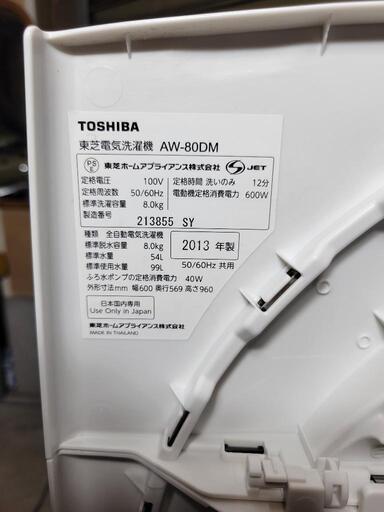 TOSHIBA
東芝電気洗濯機 AW-80DM
PS
E
東芝ホームアプライアンス株式会社 S JET
定格電圧 100V
定格時間 洗いのみ 12分
定格周波数 50/60Hz
電動機定格消費電力 600W
標準洗濯容量 8.0kg
製造番号 213855 SY
種類 全自動電気洗濯機
標準脱水容量 8.0kg
2013 年製
標準水量 54L
標準使用水量 99L
50/60Hz 共用
ふろ水ポンプの定格消費電力 40W
外形寸法mm 幅600 奥行569 高さ960
日本国内専用
Use Only in Japan
東芝ホームアプライアンス株式会社
MADE IN THAILAND